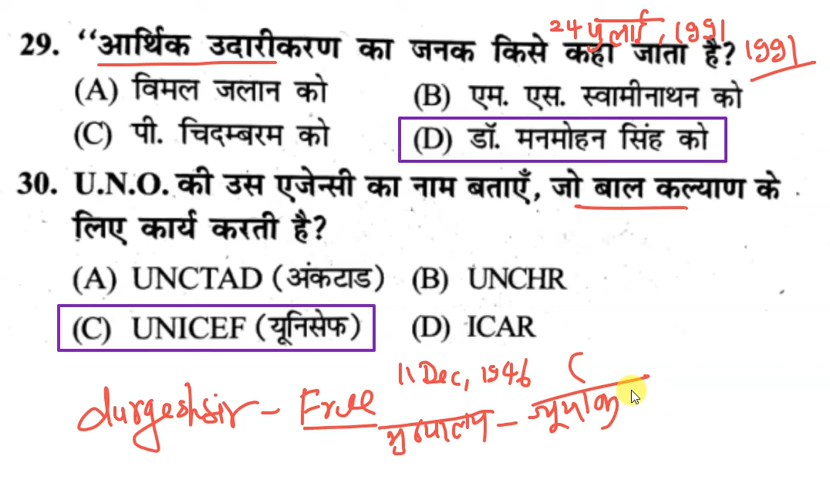 24 जुलाई, 1991
29. “आर्थिक उदारीकरण का जनक किसे कहा जाता है? 1991
(A) विमल जलान को (B) एम. एस. स्वामीनाथन को
(C) पी. चिदम्बरम को (D) डॉ. मनमोहन सिंह को
30. U.N.O. की उस एजेन्सी का नाम बताएँ, जो बाल कल्याण के
लिए कार्य करती है?
(A) UNCTAD (अंकटाड) (B) UNCHR
(C) UNICEF (यूनिसेफ) (D) ICAR
11 Dec, 1946 (
durgeshsir - Free
मुख्यालय - न्यूयॉर्क